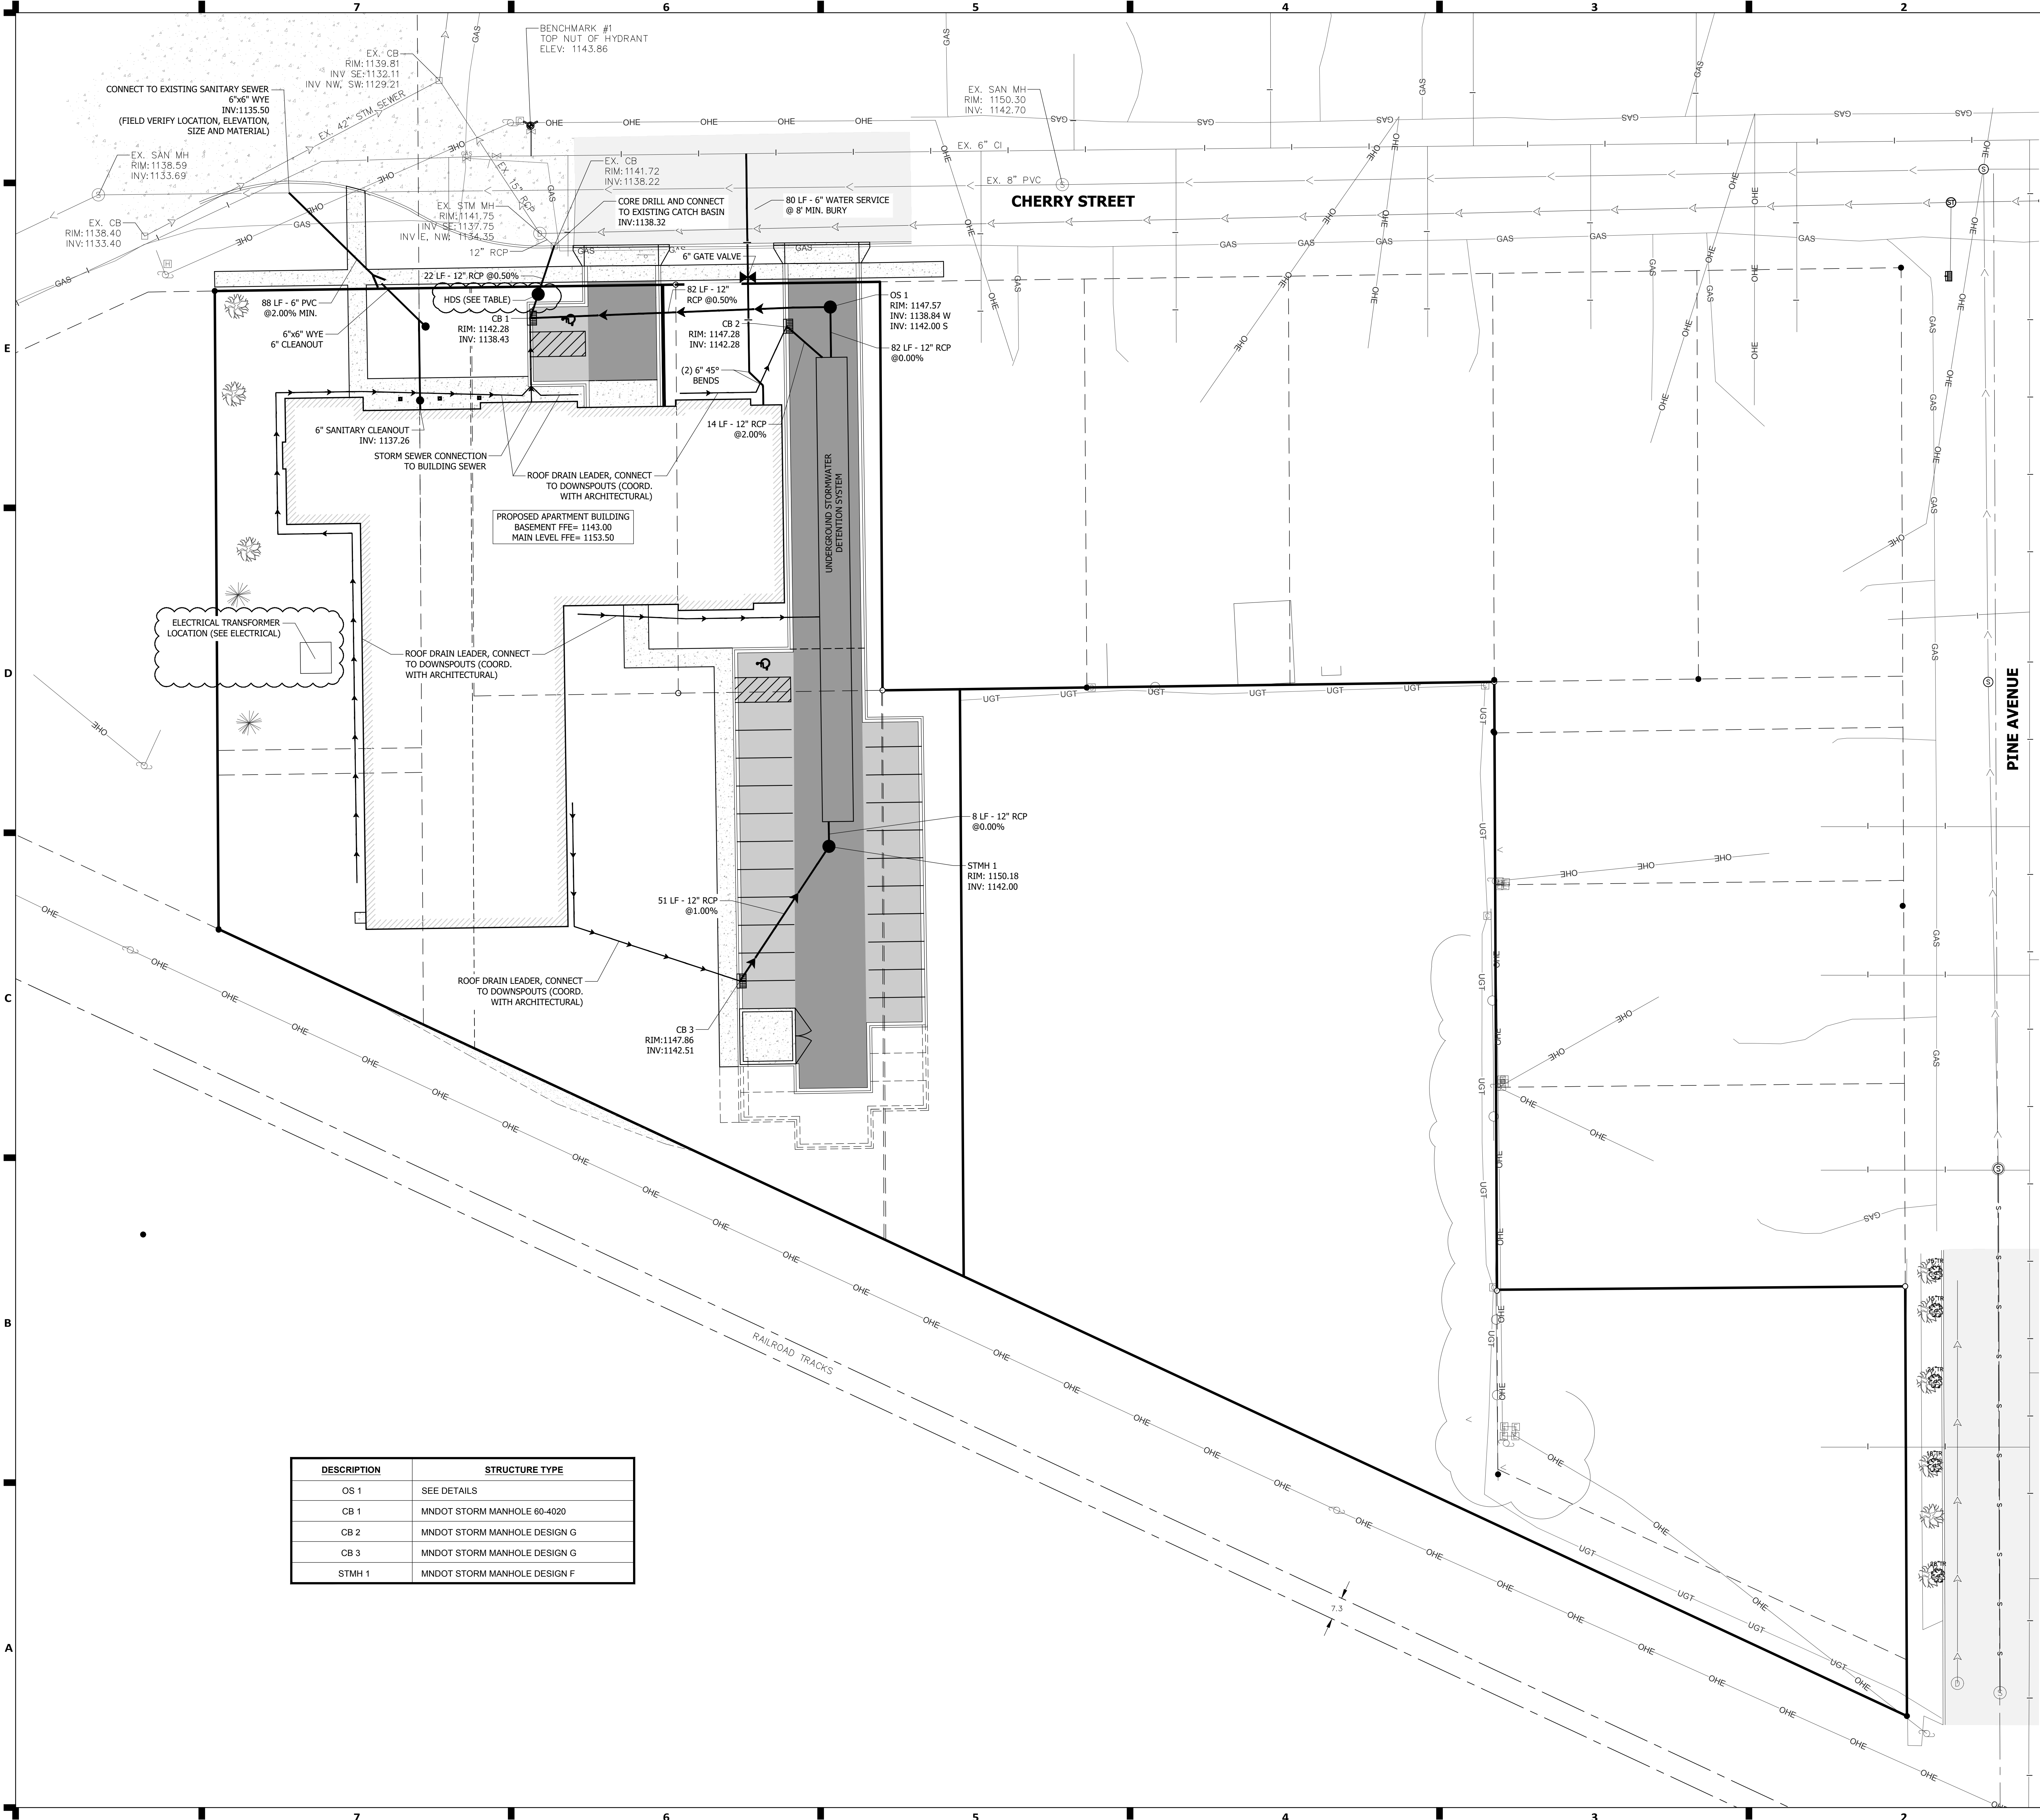 7
6
5
4
3
2
BENCHMARK #1
TOP NUT OF HYDRANT
ELEV: 1143.86
EX. CB
RIM:1139.81
INV SE:1132.11
INV NW, SW:1129.21
CONNECT TO EXISTING SANITARY SEWER
6"x6" WYE
INV:1135.50
(FIELD VERIFY LOCATION, ELEVATION,
SIZE AND MATERIAL)
EX. 42" STM SEWER
EX. SAN MH
RIM: 1150.30
INV: 1142.70
EX. SAN MH
RIM:1138.59
INV:1133.69
EX. CB
RIM:1141.72
INV:1138.22
EX. 15" RCP
EX. 6" CI
EX. 8" PVC
CHERRY STREET
CORE DRILL AND CONNECT
TO EXISTING CATCH BASIN
INV:1138.32
80 LF - 6" WATER SERVICE
@ 8' MIN. BURY
EX. STM MH
RIM:1141.75
INV SE:1137.75
INV E, NW: 1134.35
12" RCP
EX. CB
RIM:1138.40
INV:1133.40
6" GATE VALVE
22 LF - 12" RCP @0.50%
HDS (SEE TABLE)
82 LF - 12"
RCP @0.50%
OS 1
RIM: 1147.57
INV: 1138.84 W
INV: 1142.00 S
88 LF - 6" PVC
@2.00% MIN.
6"x6" WYE
6" CLEANOUT
CB 1
RIM: 1142.28
INV: 1138.43
CB 2
RIM: 1147.28
INV: 1142.28
82 LF - 12" RCP
@0.00%
E
(2) 6" 45°
BENDS
14 LF - 12" RCP
@2.00%
6" SANITARY CLEANOUT
INV: 1137.26
STORM SEWER CONNECTION
TO BUILDING SEWER
ROOF DRAIN LEADER, CONNECT
TO DOWNSPOUTS (COORD.
WITH ARCHITECTURAL)
UNDERGROUND STORMWATER
DETENTION SYSTEM
PROPOSED APARTMENT BUILDING
BASEMENT FFE= 1143.00
MAIN LEVEL FFE= 1153.50
ELECTRICAL TRANSFORMER
LOCATION (SEE ELECTRICAL)
ROOF DRAIN LEADER, CONNECT
TO DOWNSPOUTS (COORD.
WITH ARCHITECTURAL)
D
PINE AVENUE
8 LF - 12" RCP
@0.00%
STMH 1
RIM: 1150.18
INV: 1142.00
51 LF - 12" RCP
@1.00%
ROOF DRAIN LEADER, CONNECT
TO DOWNSPOUTS (COORD.
WITH ARCHITECTURAL)
C
CB 3
RIM:1147.86
INV:1142.51
OHE
GAS
UGT
B
RAILROAD TRACKS
DESCRIPTION STRUCTURE TYPE
OS 1 SEE DETAILS
CB 1 MNDOT STORM MANHOLE 60-4020
CB 2 MNDOT STORM MANHOLE DESIGN G
CB 3 MNDOT STORM MANHOLE DESIGN G
STMH 1 MNDOT STORM MANHOLE DESIGN F
7.3
A
7
6
5
4
3
2